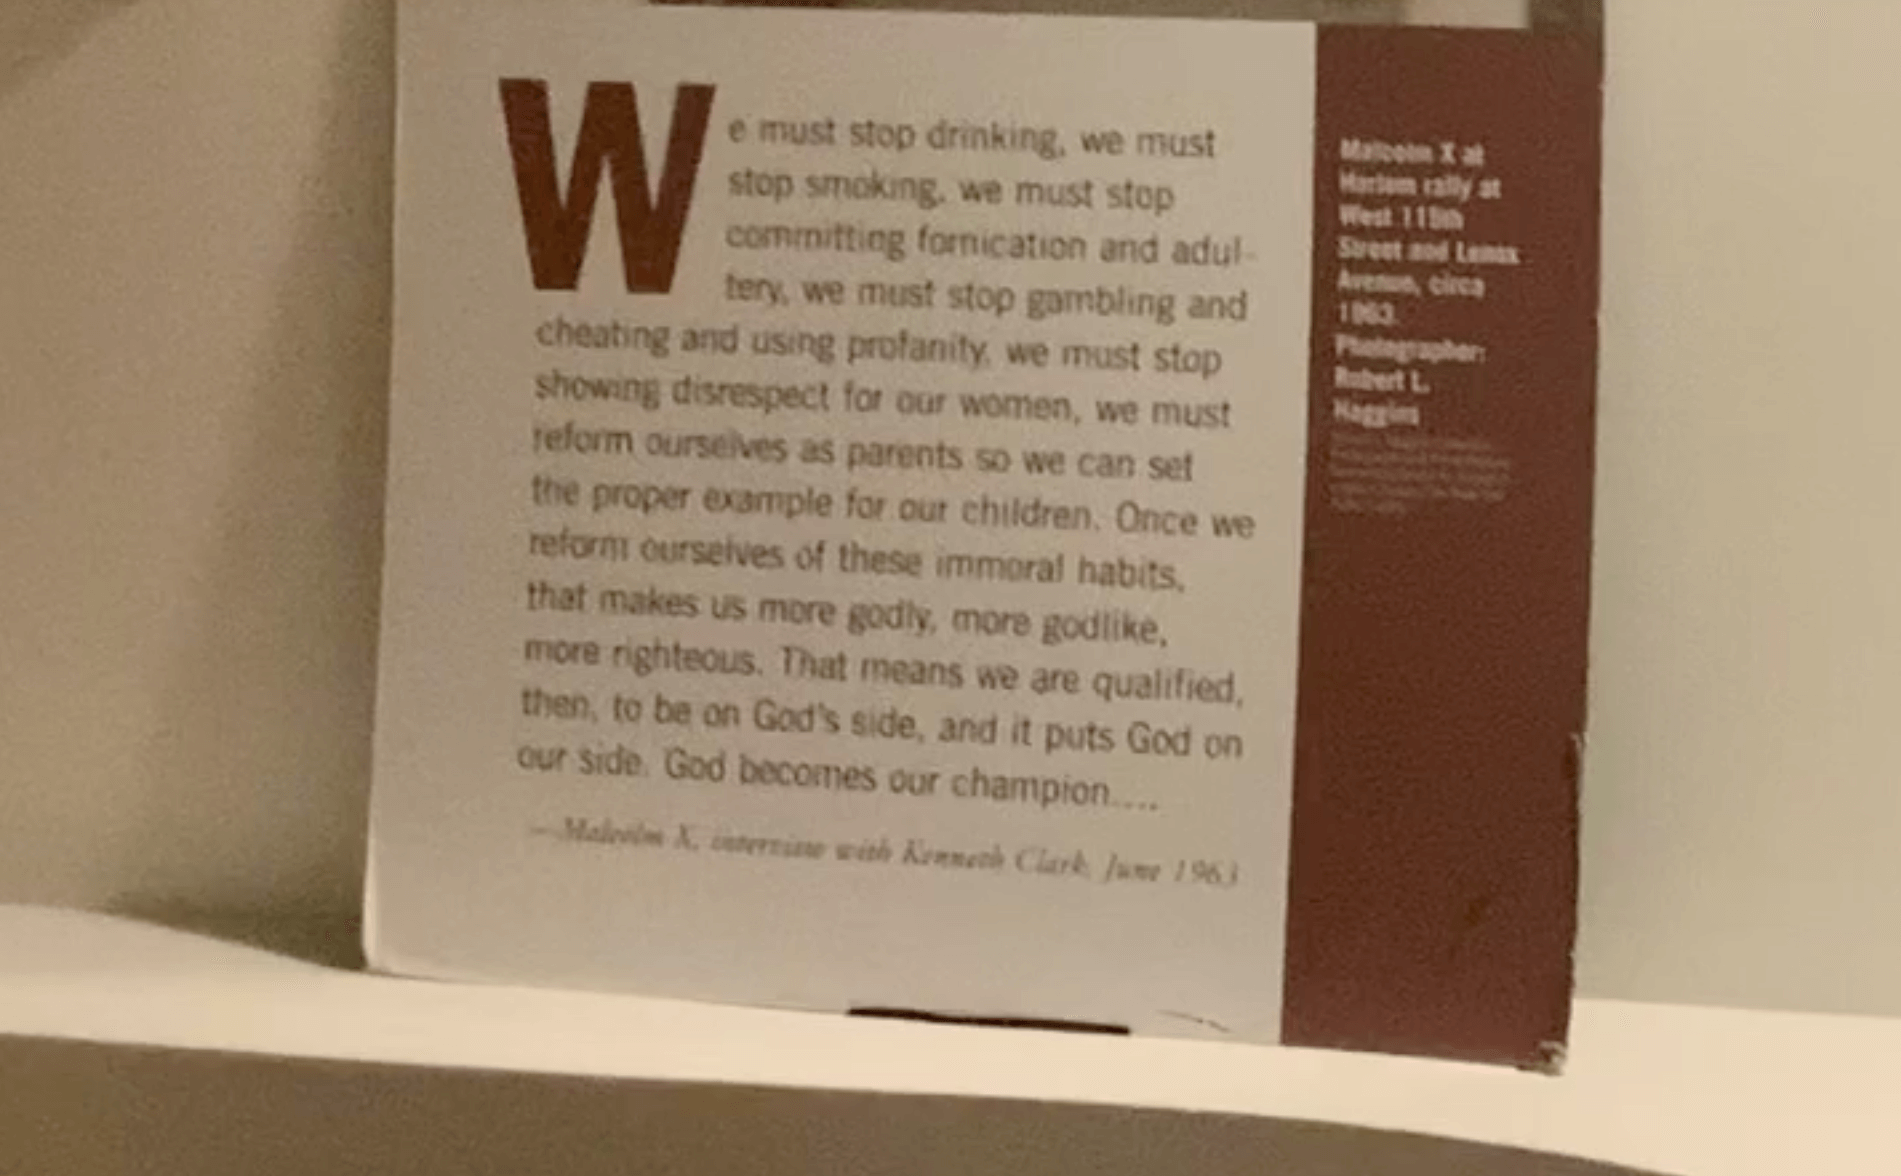 We must stop drinking, we must
stop smoking, we must stop
committing fornication and adul-
tery, we must stop gambling and
cheating and using profanity, we must stop
showing disrespect for our women, we must
reform ourselves as parents so we can set
the proper example for our children. Once we
reform ourselves of these immoral habits,
that makes us more godly, more godlike,
more righteous. That means we are qualified,
then, to be on God's side, and it puts God on
our side. God becomes our champion....
—Malcolm X, interview with Kenneth Clark, June 1963
Malcolm X at
Harlem rally at
West 115th
Street and Lenox
Avenue, circa
1963.
Photographer:
Robert L.
Haggins